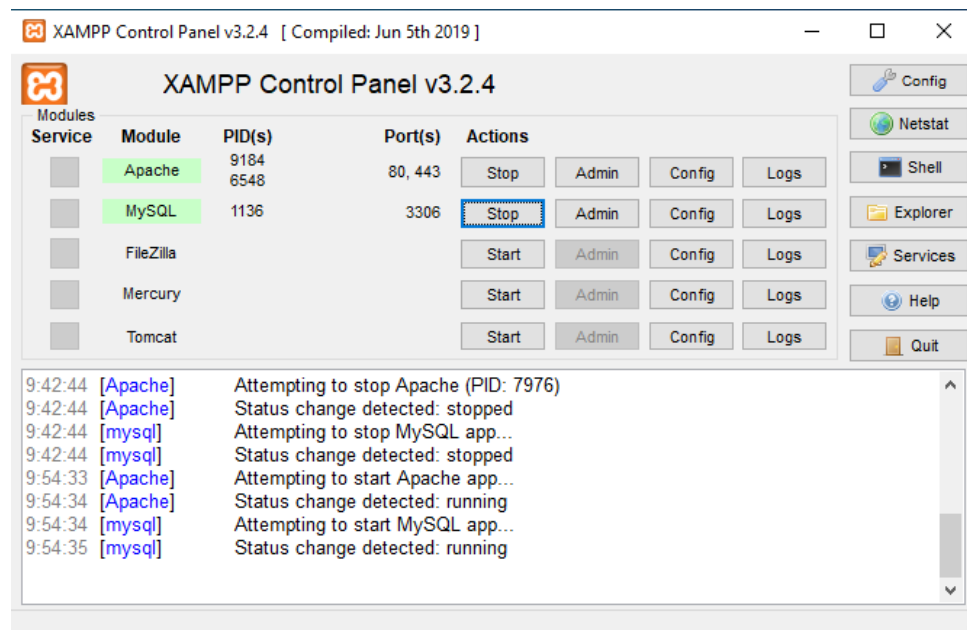 XAMPP Control Panel v3.2.4 [ Compiled: Jun 5th 2019 ]
XAMPP Control Panel v3.2.4
Config
Modules
Service Module PID(s) Port(s) Actions
Netstat
Apache 9184 6548 80, 443 Stop Admin Config Logs
Shell
MySQL 1136 3306 Stop Admin Config Logs
Explorer
FileZilla Start Admin Config Logs
Services
Mercury Start Admin Config Logs
Help
Tomcat Start Admin Config Logs
Quit
9:42:44 [Apache] Attempting to stop Apache (PID: 7976)
9:42:44 [Apache] Status change detected: stopped
9:42:44 [mysql] Attempting to stop MySQL app...
9:42:44 [mysql] Status change detected: stopped
9:54:33 [Apache] Attempting to start Apache app...
9:54:34 [Apache] Status change detected: running
9:54:34 [mysql] Attempting to start MySQL app...
9:54:35 [mysql] Status change detected: running